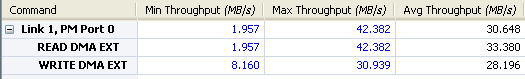 Command Min Throughput (MB/s) Max Throughput (MB/s) Avg Throughput (MB/s)
Link 1, PM Port 0 1.957 42.382 30.648
READ DMA EXT 1.957 42.382 33.380
WRITE DMA EXT 8.160 30.939 28.196